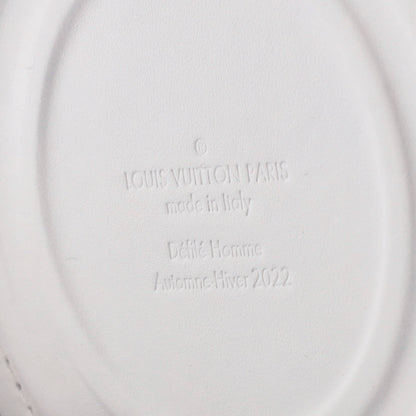 ©
LOUIS VUITTON PARIS
made in Italy
Défilé Homme
Automne-Hiver 2022